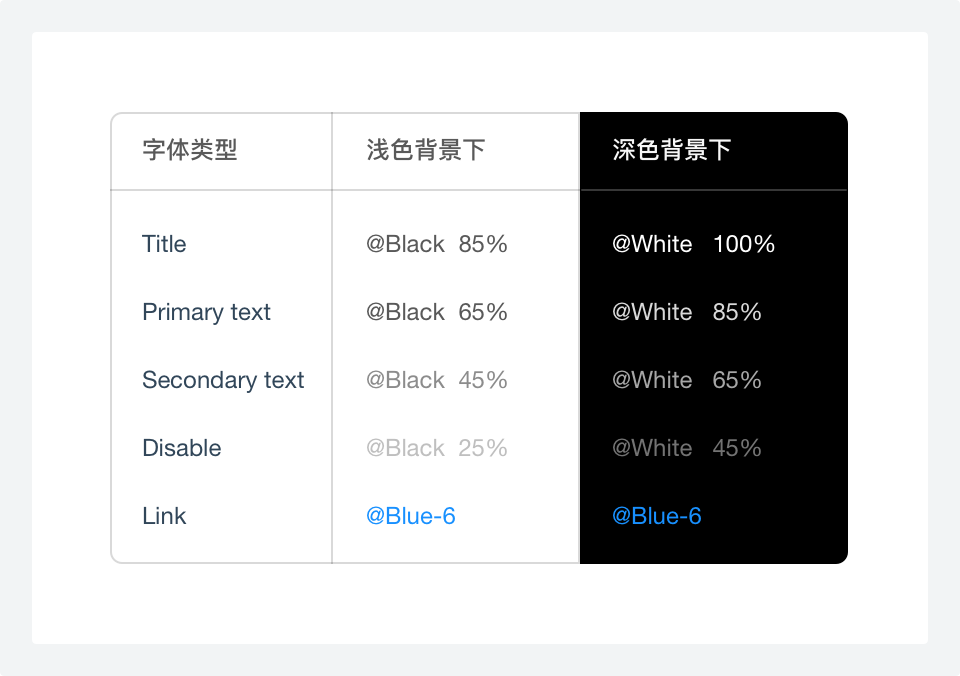 字体类型 浅色背景下 深色背景下
Title @Black 85% @White 100%
Primary text @Black 65% @White 85%
Secondary text @Black 45% @White 65%
Disable @Black 25% @White 45%
Link @Blue-6 @Blue-6